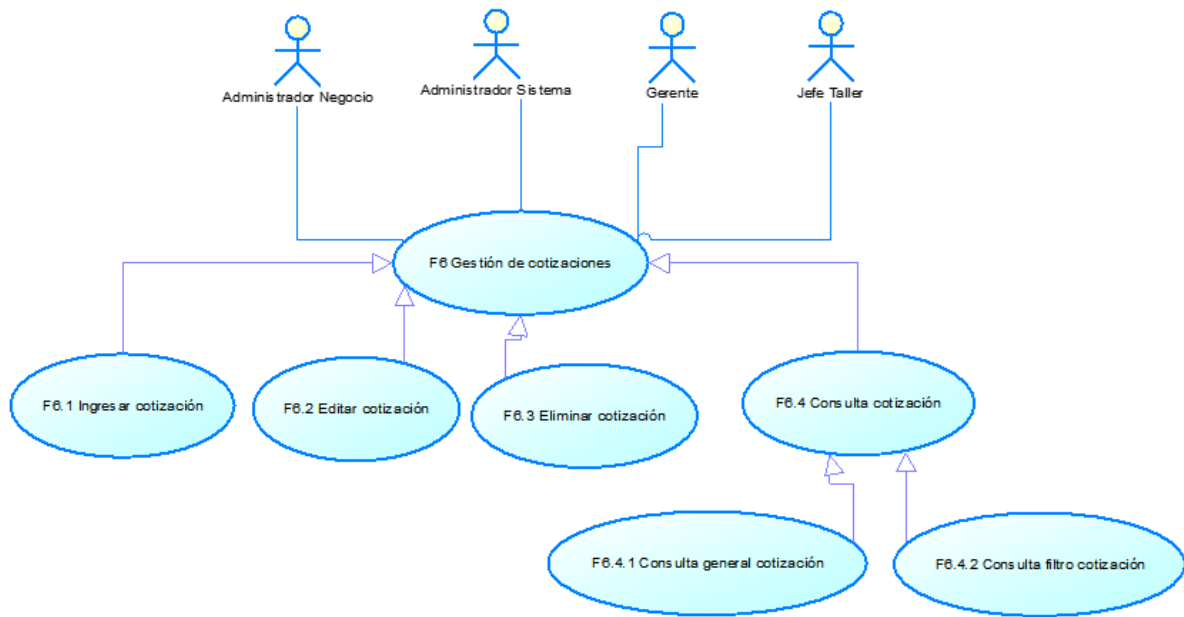 Administrador Negocio
Administrador Sistema
Gerente
Jefe Taller
F6 Gestión de cotizaciones
F6.1 Ingresar cotización
F6.2 Editar cotización
F6.3 Eliminar cotización
F6.4 Consulta cotización
F6.4.1 Consulta general cotización
F6.4.2 Consulta filtro cotización